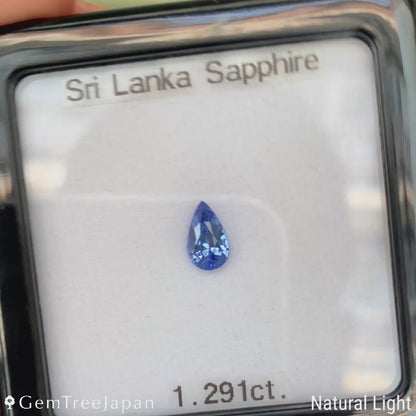 Sri Lanka Sapphire
1.291ct.
GemTreeJapan
Natural Light